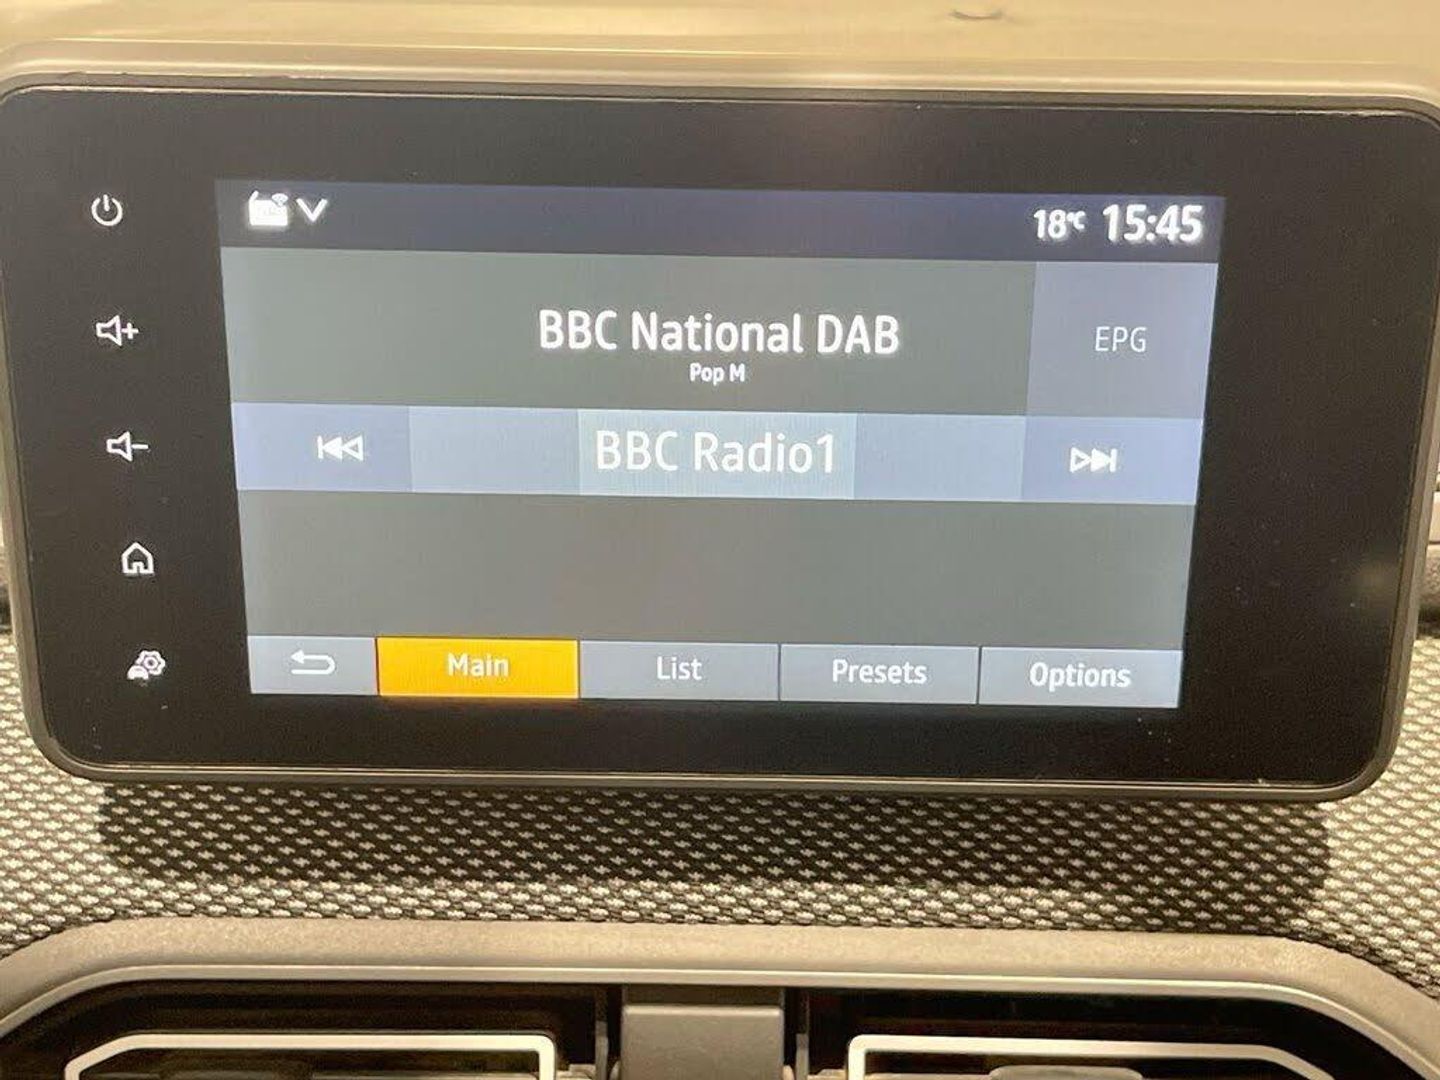 18°C 15:45
BBC National DAB
Pop M
EPG
BBC Radio1
Main List Presets Options